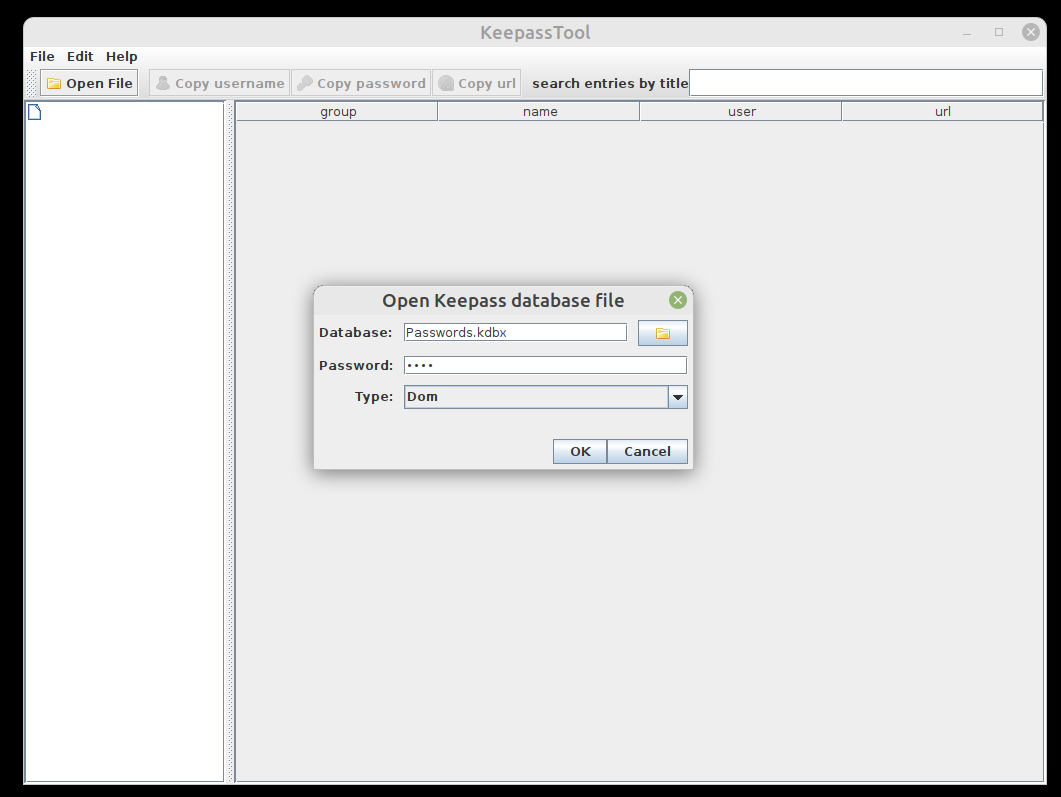 KeepassTool
File Edit Help
Open File Copy username Copy password Copy url search entries by title
group name user url
Open Keepass database file
Database: Passwords.kdbx
Password: ••••
Type: Dom
OK Cancel